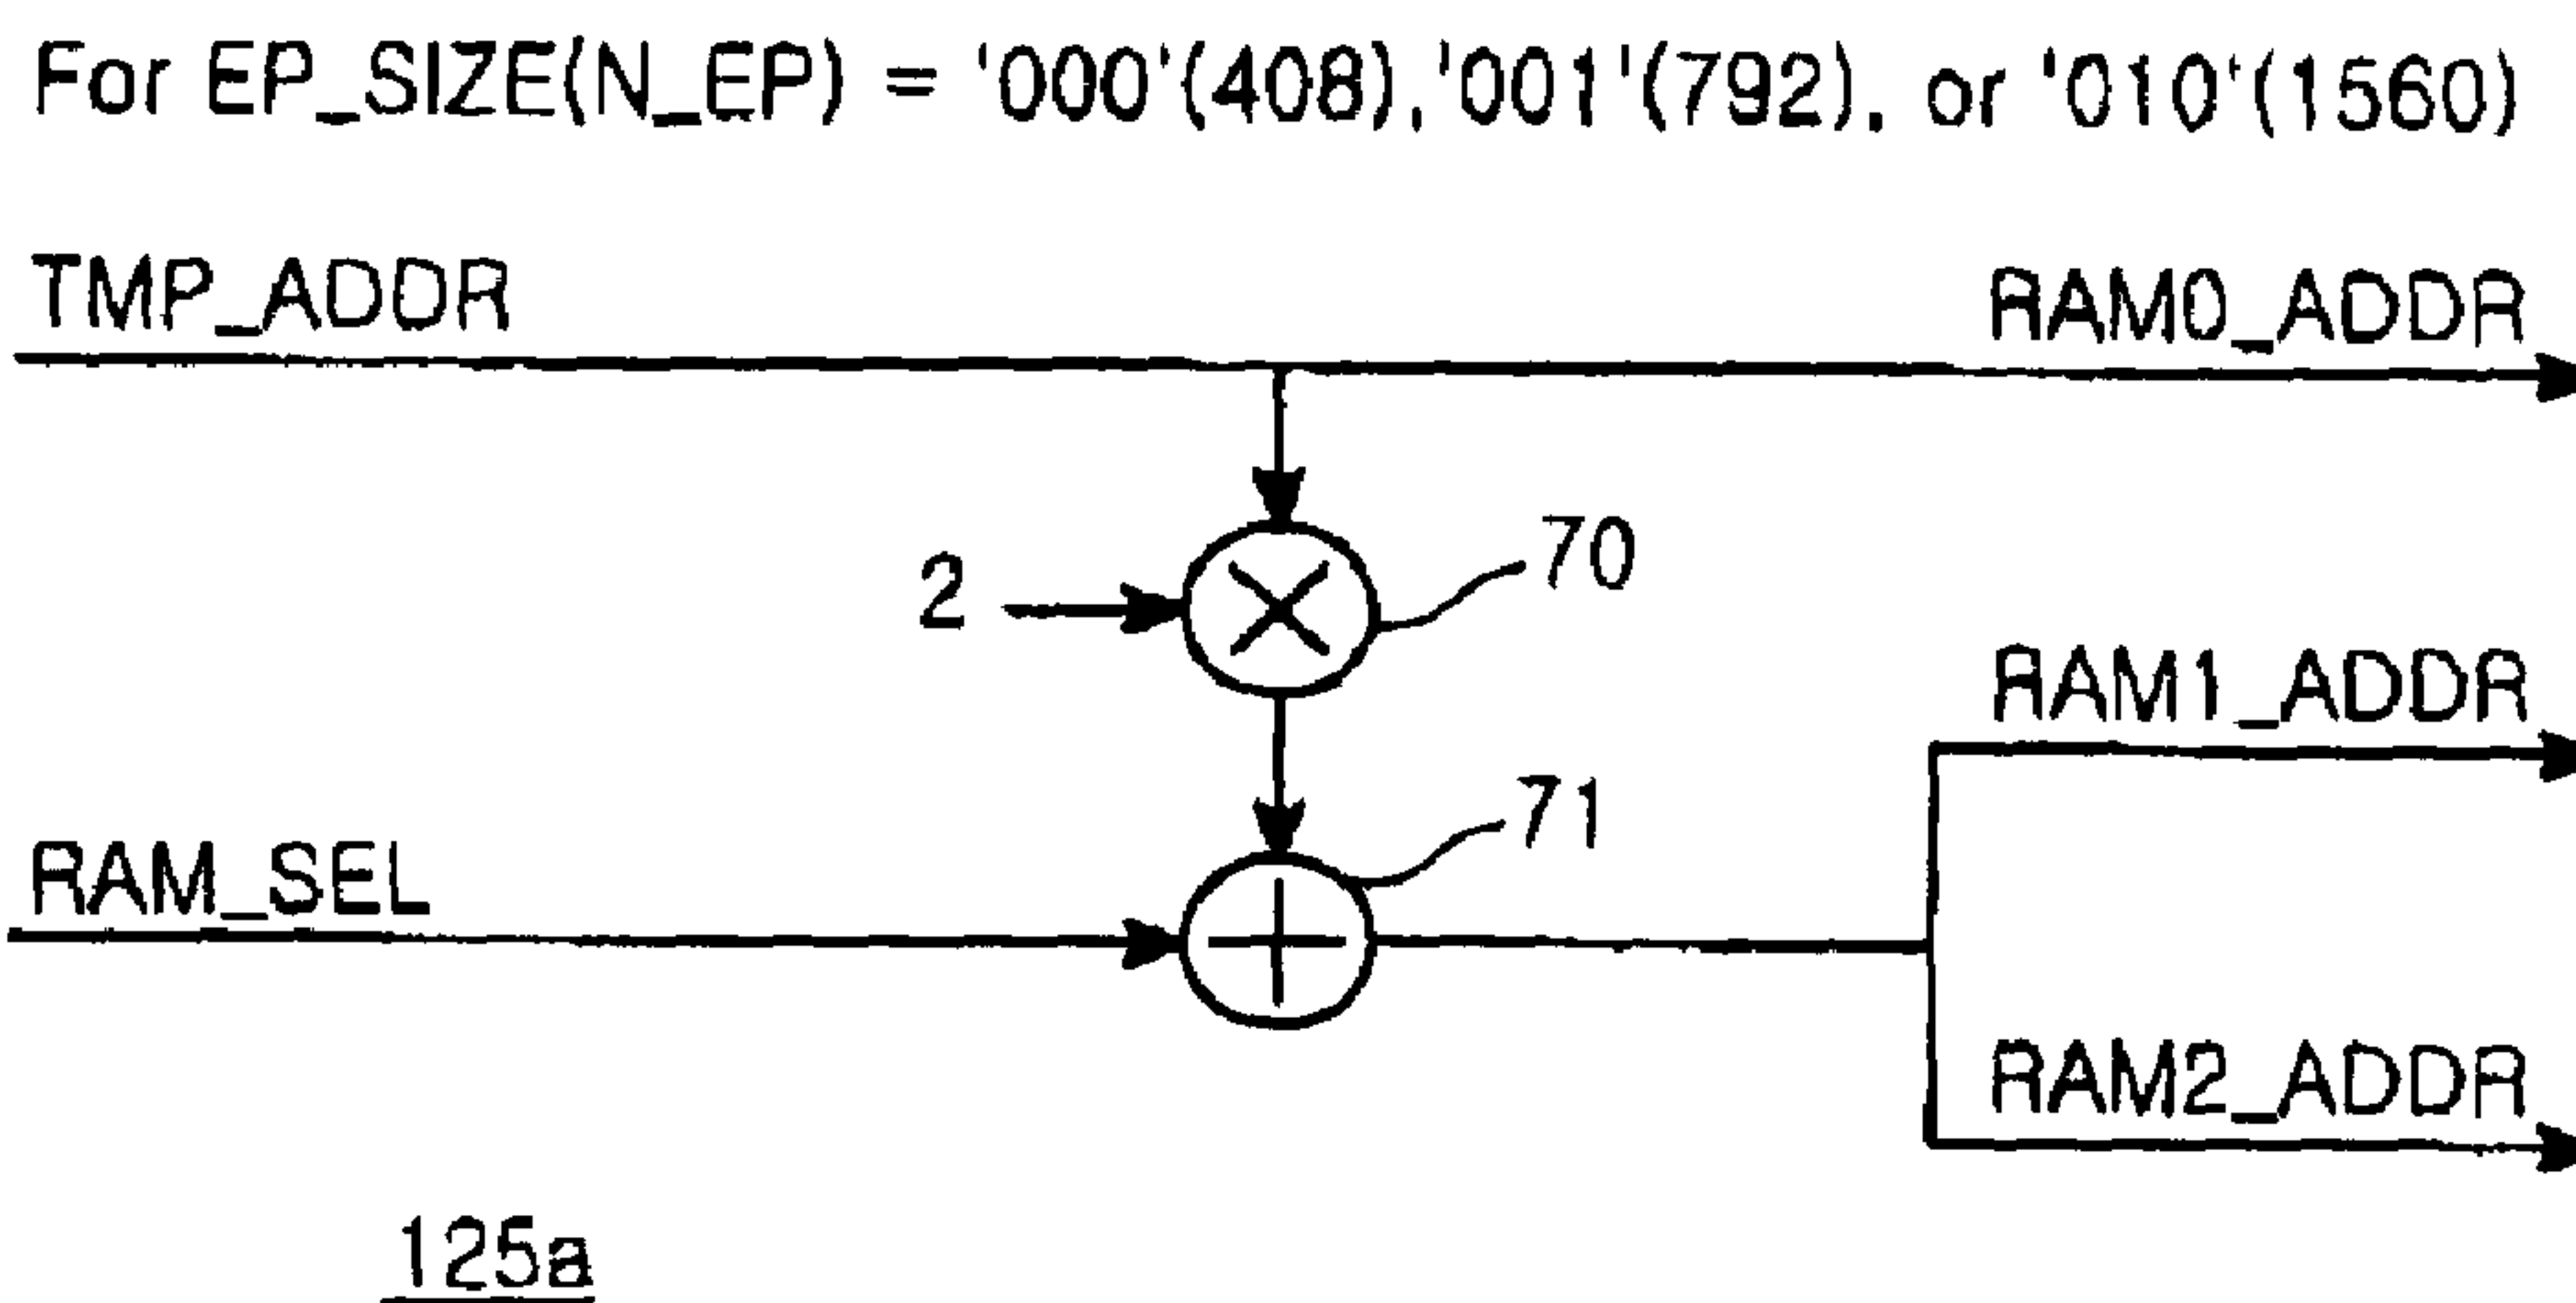 For EP_SIZE(N_EP) = '000'(408),'001'(792), or '010'(1560)
TMP_ADDR
RAM0_ADDR
2
70
RAM1_ADDR
71
RAM_SEL
RAM2_ADDR
125a